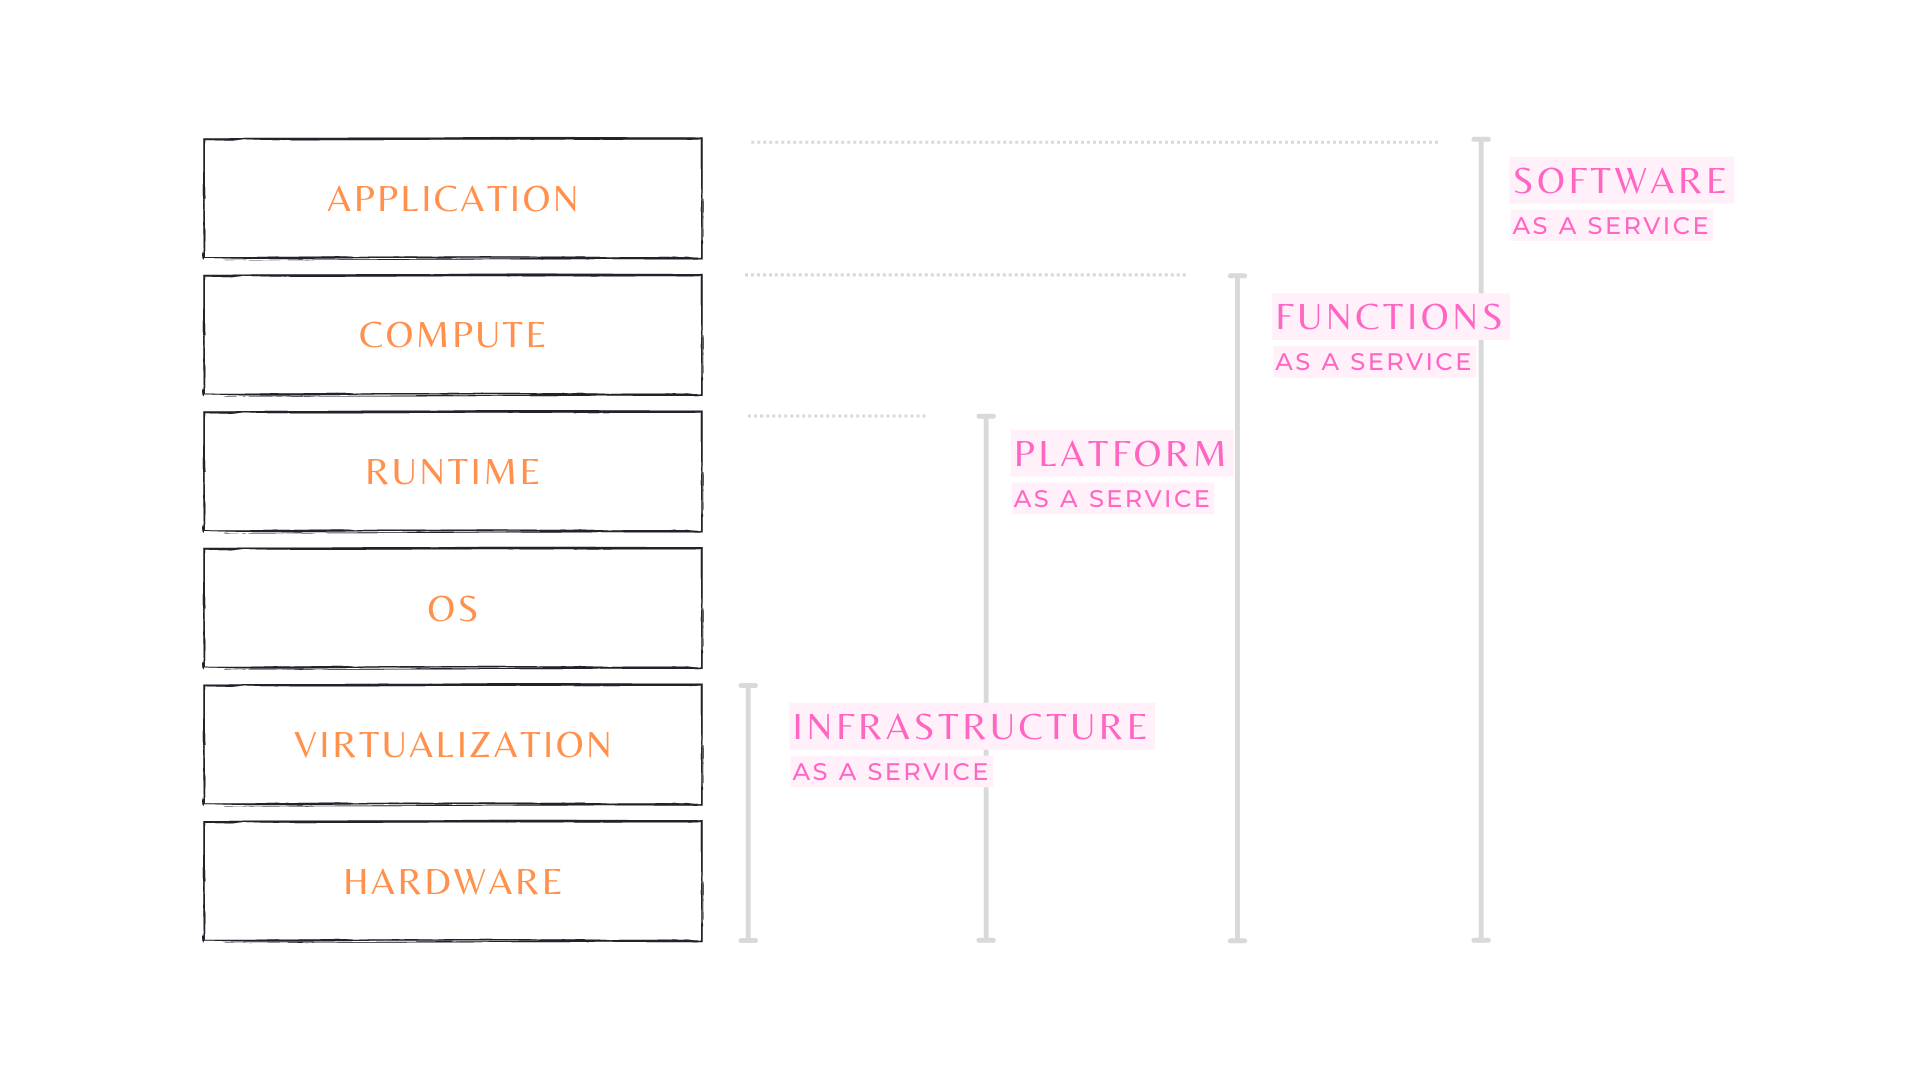 APPLICATION
SOFTWARE
AS A SERVICE
COMPUTE
FUNCTIONS
AS A SERVICE
RUNTIME
PLATFORM
AS A SERVICE
OS
VIRTUALIZATION
INFRASTRUCTURE
AS A SERVICE
HARDWARE